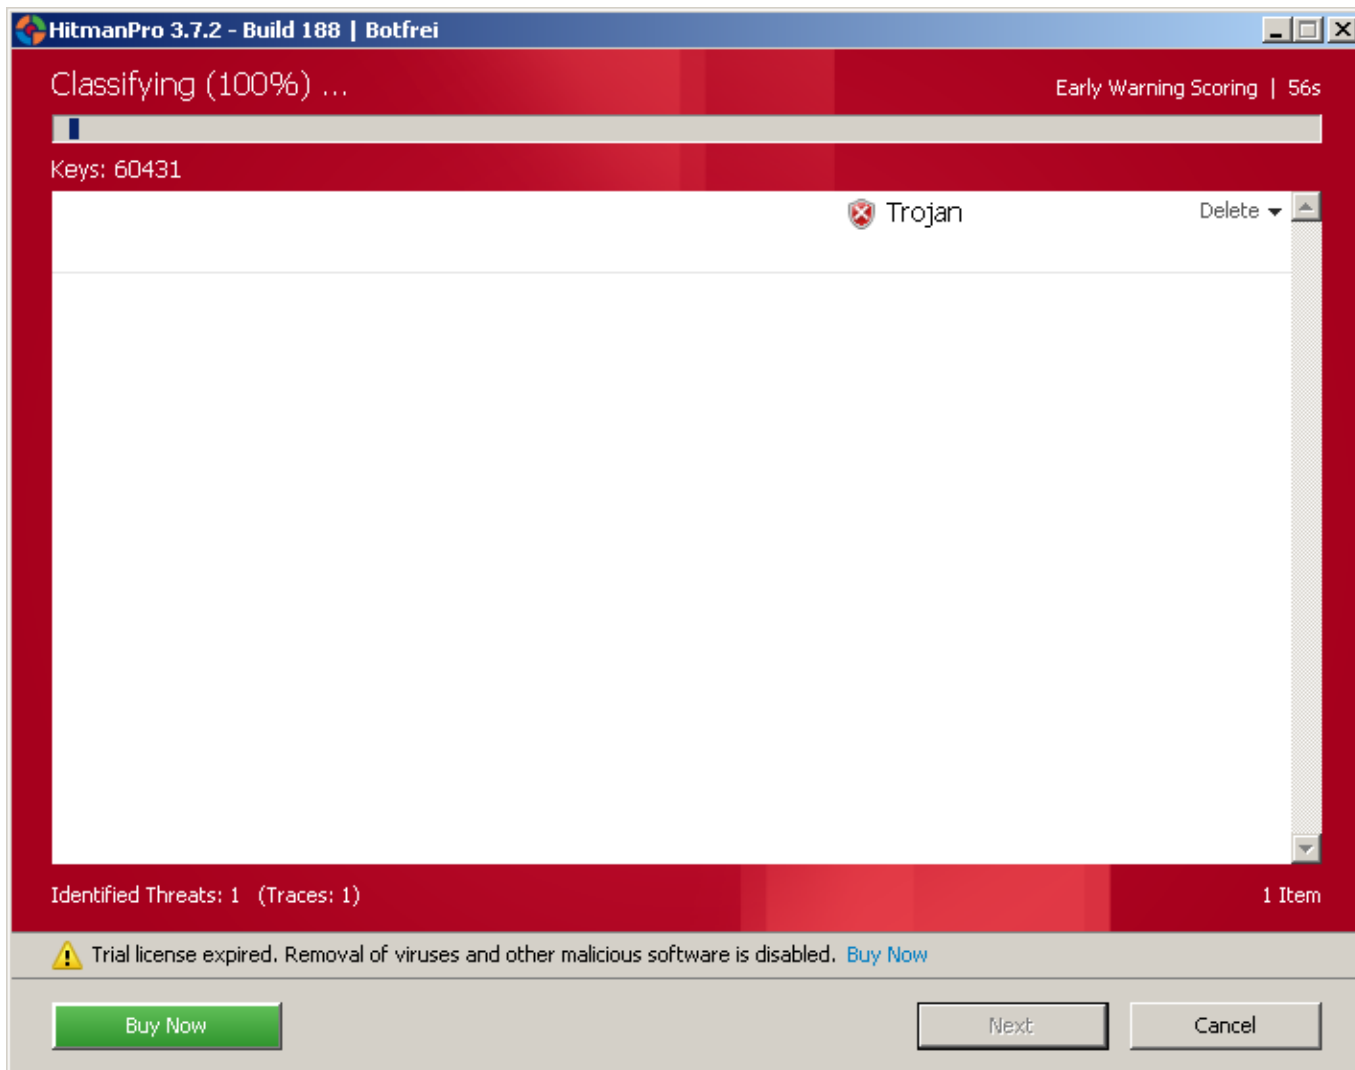 HitmanPro 3.7.2 - Build 188 | Botfrei
Classifying (100%) ...
Early Warning Scoring | 56s
Keys: 60431
Trojan
Delete
Identified Threats: 1 (Traces: 1)
1 Item
Trial license expired. Removal of viruses and other malicious software is disabled. Buy Now
Buy Now
Next
Cancel